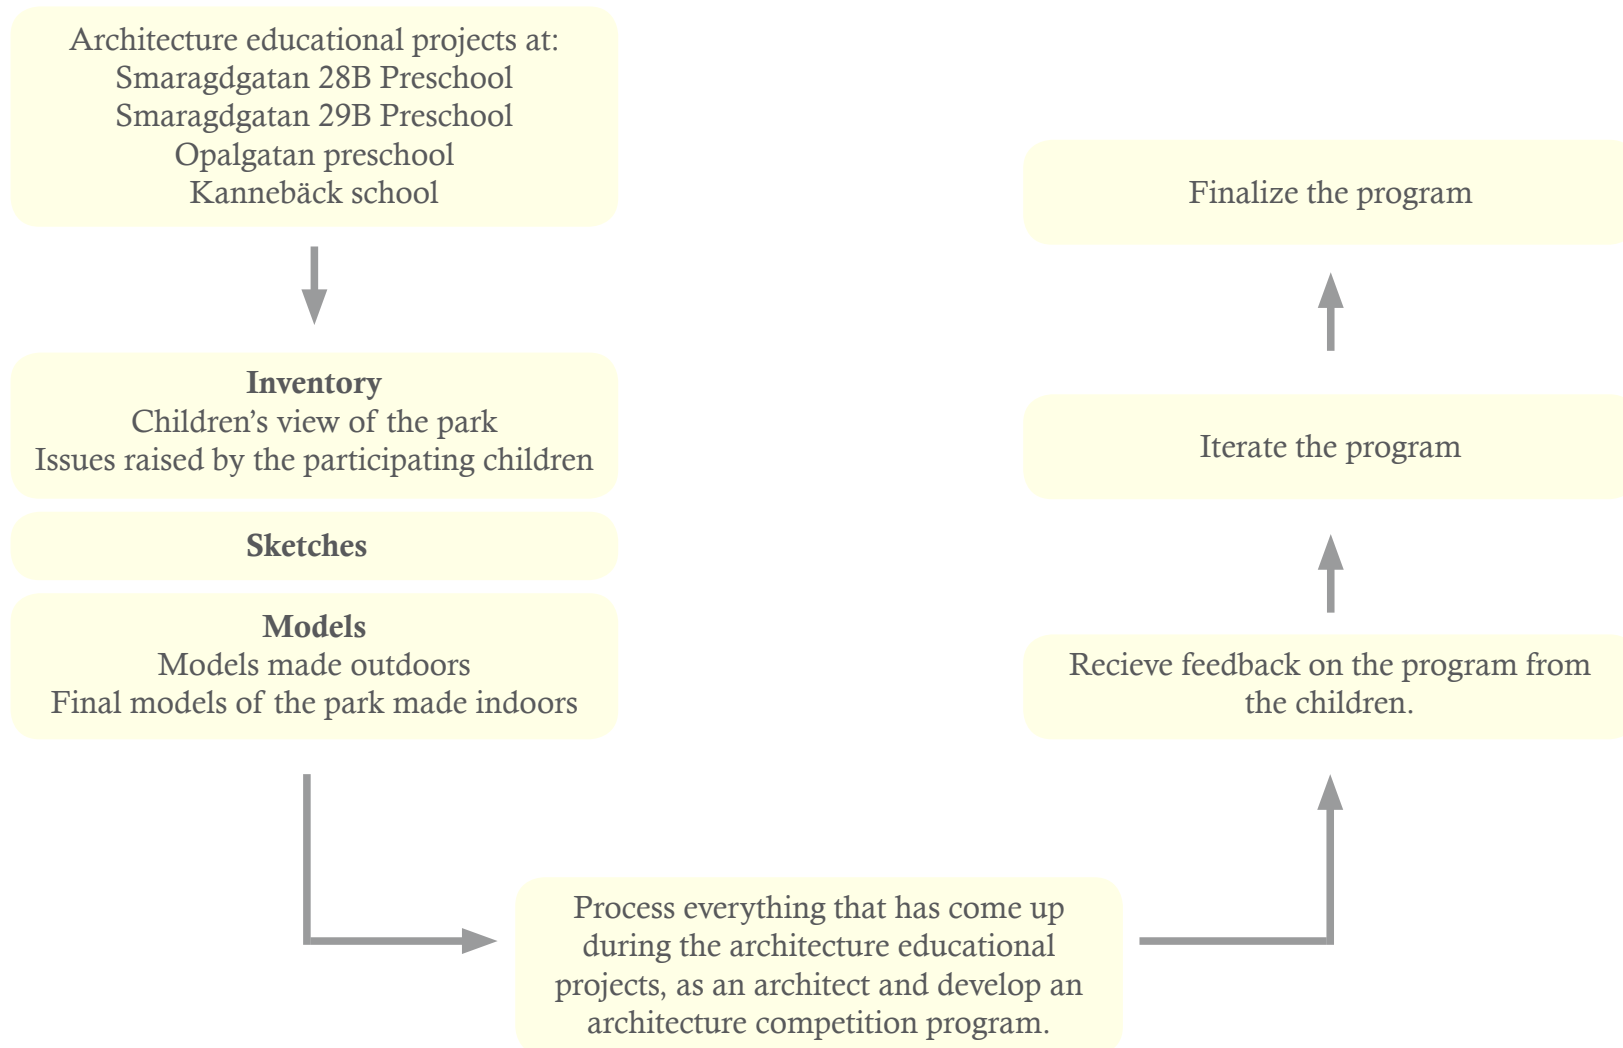 Architecture educational projects at:
Smaragdgatan 28B Preschool
Smaragdgatan 29B Preschool
Opalgatan preschool
Kannebäck school
Inventory
Children’s view of the park
Issues raised by the participating children
Sketches
Models
Models made outdoors
Final models of the park made indoors
Process everything that has come up
during the architecture educational
projects, as an architect and develop an
architecture competition program.
Recieve feedback on the program from
the children.
Iterate the program
Finalize the program